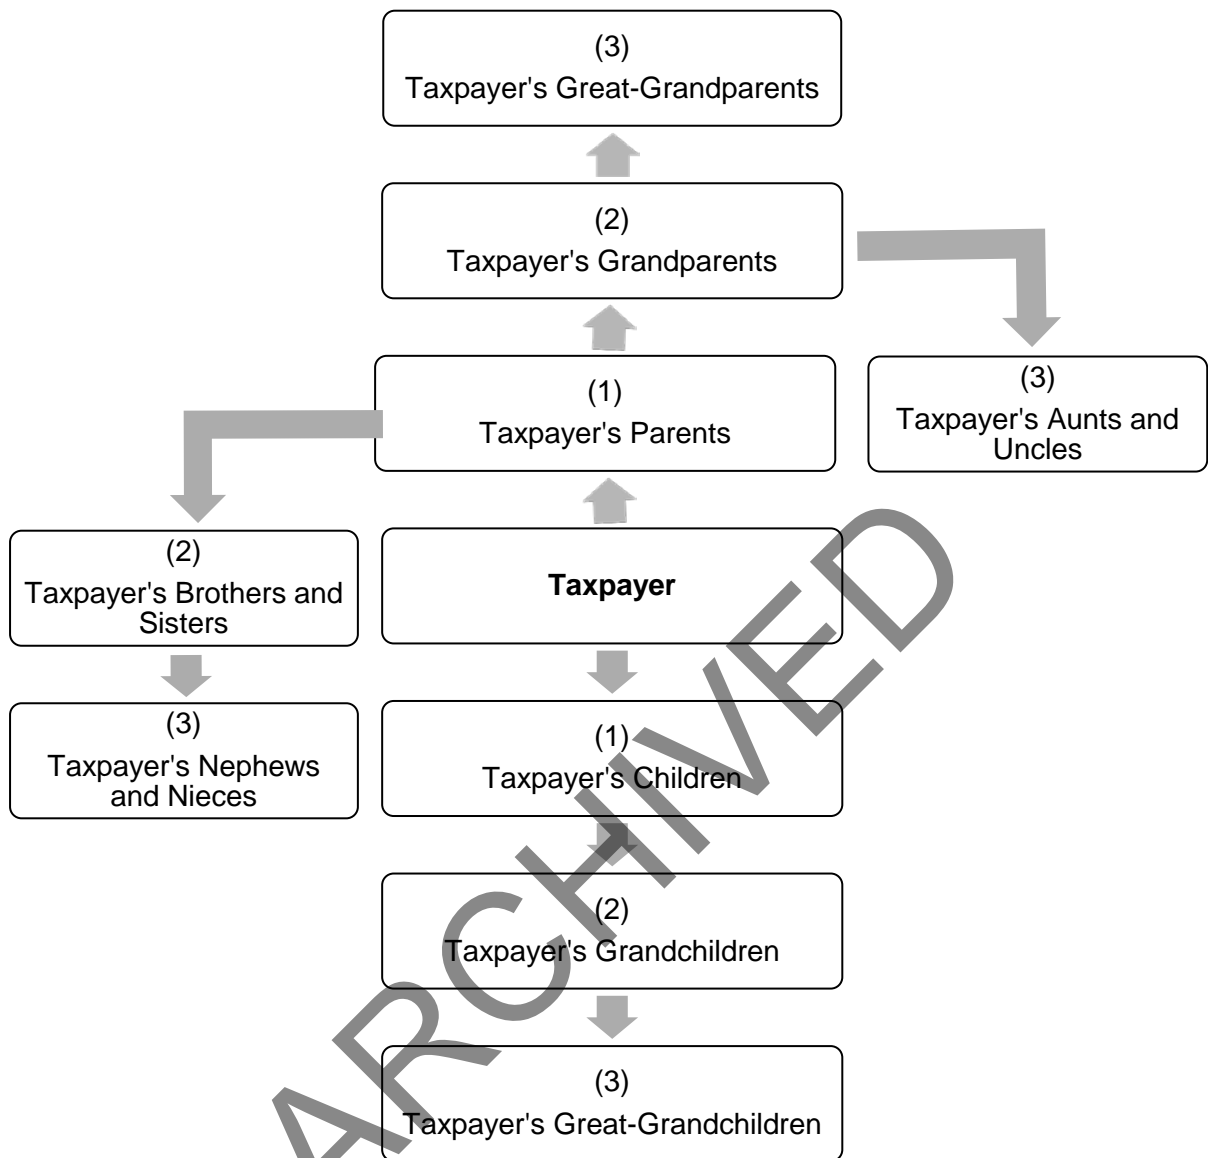 (3)
Taxpayer's Great-Grandparents
(2)
Taxpayer's Grandparents
(1)
Taxpayer's Parents
(3)
Taxpayer's Aunts and
Uncles
(2)
Taxpayer's Brothers and
Sisters
Taxpayer
(3)
Taxpayer's Nephews
and Nieces
(1)
Taxpayer's Children
(2)
Taxpayer's Grandchildren
(3)
Taxpayer's Great-Grandchildren
ARCHIVED